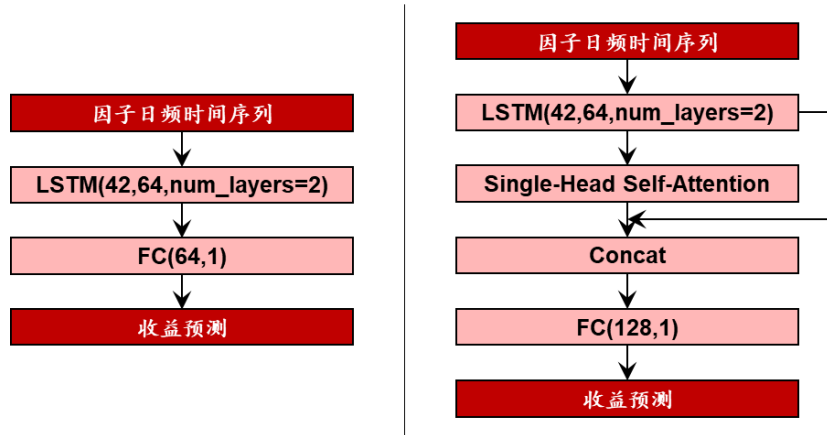 因子日频时间序列
LSTM(42,64,num_layers=2)
FC(64,1)
收益预测
因子日频时间序列
LSTM(42,64,num_layers=2)
Single-Head Self-Attention
Concat
FC(128,1)
收益预测